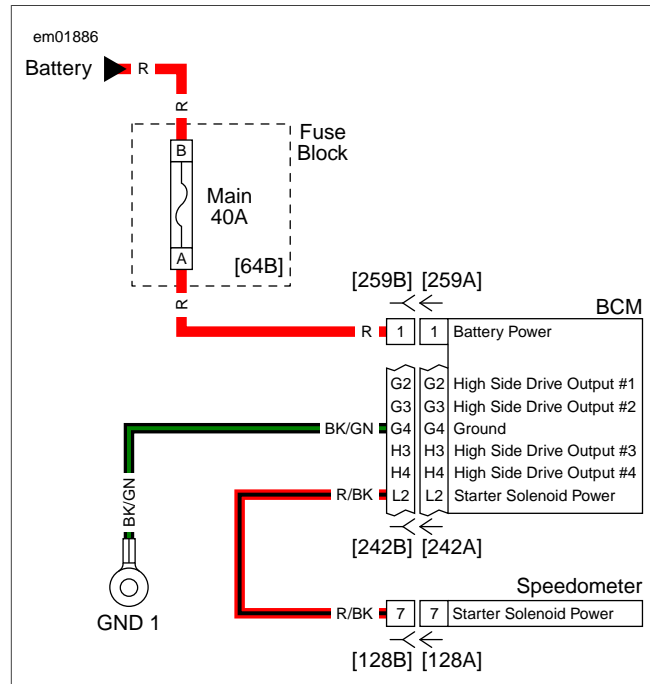 em01886
Battery
R
R
Fuse
Block
B
Main
40A
A
[64B]
R
[259B] [259A]
BCM
R 1 1 Battery Power
G2 G2 High Side Drive Output #1
G3 G3 High Side Drive Output #2
BK/GN G4 G4 Ground
H3 H3 High Side Drive Output #3
H4 H4 High Side Drive Output #4
R/BK L2 L2 Starter Solenoid Power
BK/GN
[242B] [242A]
GND 1
Speedometer
R/BK 7 7 Starter Solenoid Power
[128B] [128A]